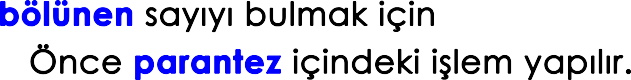 bölünen sayıyı bulmak için
Önce parantez içindeki işlem yapılır.